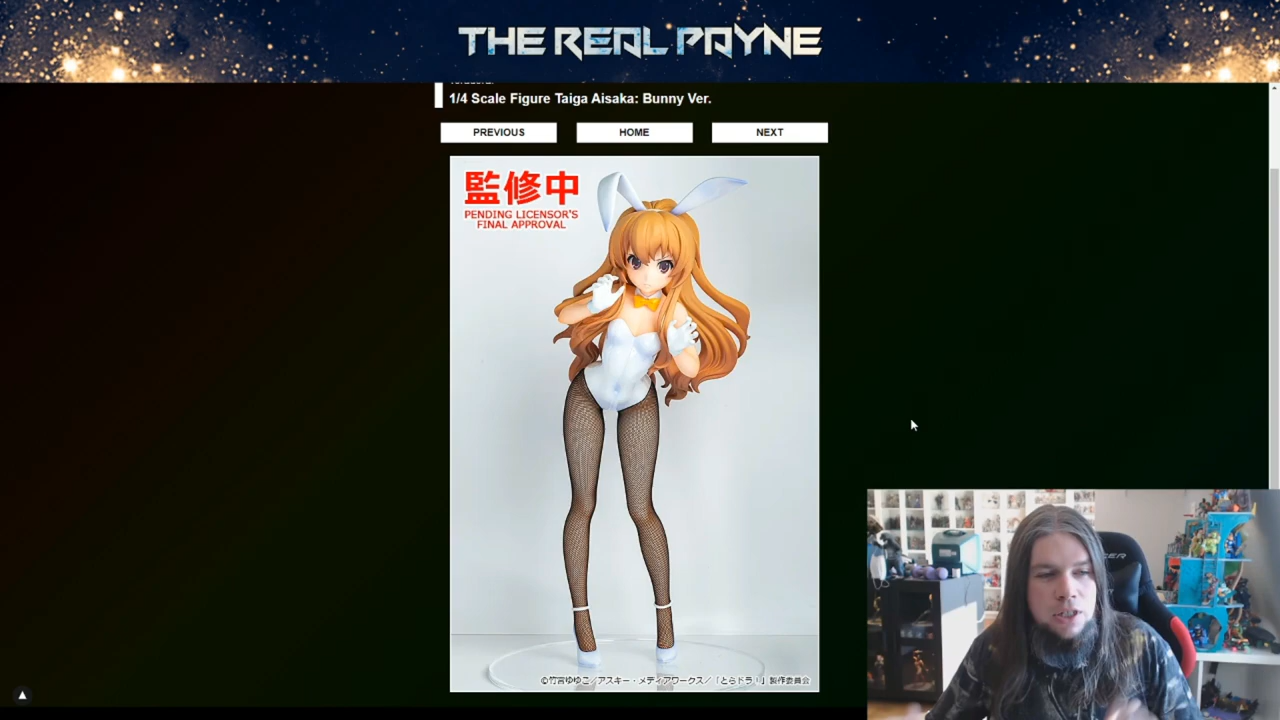 THE REAL PAYNE
1/4 Scale Figure Taiga Aisaka: Bunny Ver.
PREVIOUS
HOME
NEXT
監修中
PENDING LICENSOR'S
FINAL APPROVAL
©竹宮ゆゆこ/アスキー・メディアワークス/「とらドラ!」製作委員会